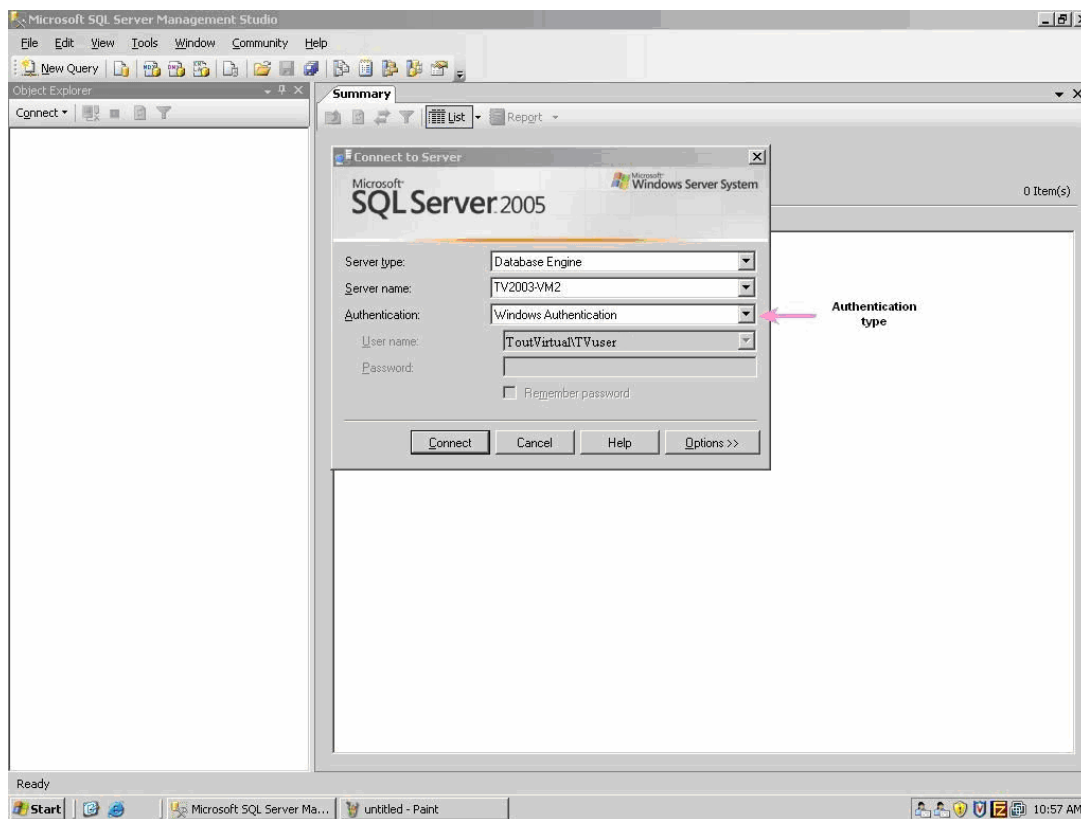 Microsoft SQL Server Management Studio
File Edit View Tools Window Community Help
New Query
Object Explorer
Summary
Connect
List
Report
Connect to Server
Microsoft
SQL Server 2005
Microsoft
Windows Server System
0 Item(s)
Server type:
Database Engine
Server name:
TV2003-VM2
Authentication:
Windows Authentication
Authentication
type
User name:
ToutVirtual\TVuser
Password:
Remember password
Connect
Cancel
Help
Options >>
Ready
Start
Microsoft SQL Server Ma...
untitled - Paint
10:57 AM